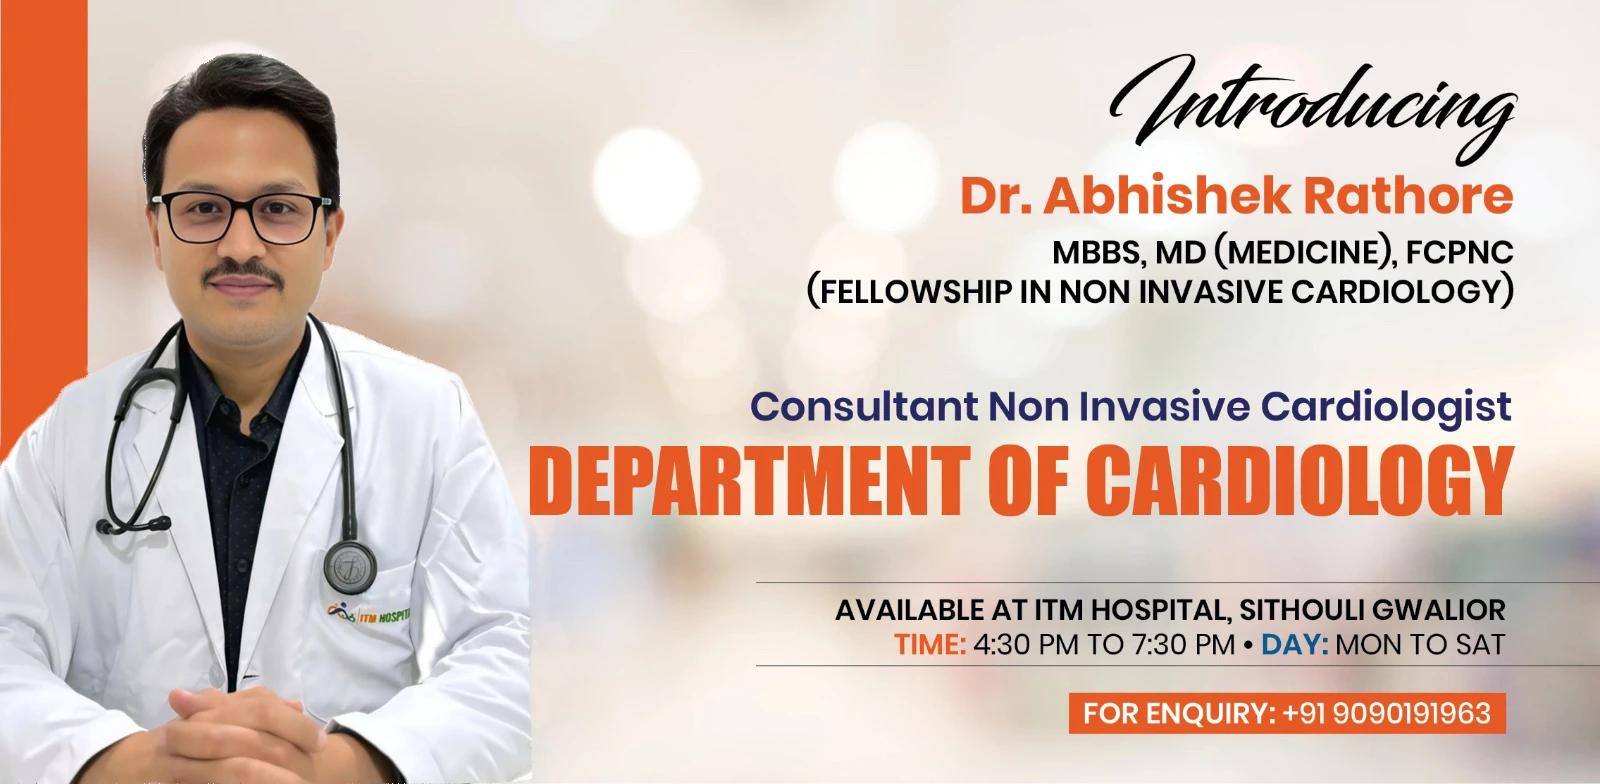 Introducing
Dr. Abhishek Rathore
MBBS, MD (MEDICINE), FCPNC
(FELLOWSHIP IN NON INVASIVE CARDIOLOGY)
Consultant Non Invasive Cardiologist
DEPARTMENT OF CARDIOLOGY
ITM HOSPITAL
AVAILABLE AT ITM HOSPITAL, SITHOULI GWALIOR
TIME: 4:30 PM TO 7:30 PM • DAY: MON TO SAT
FOR ENQUIRY: +91 9090191963